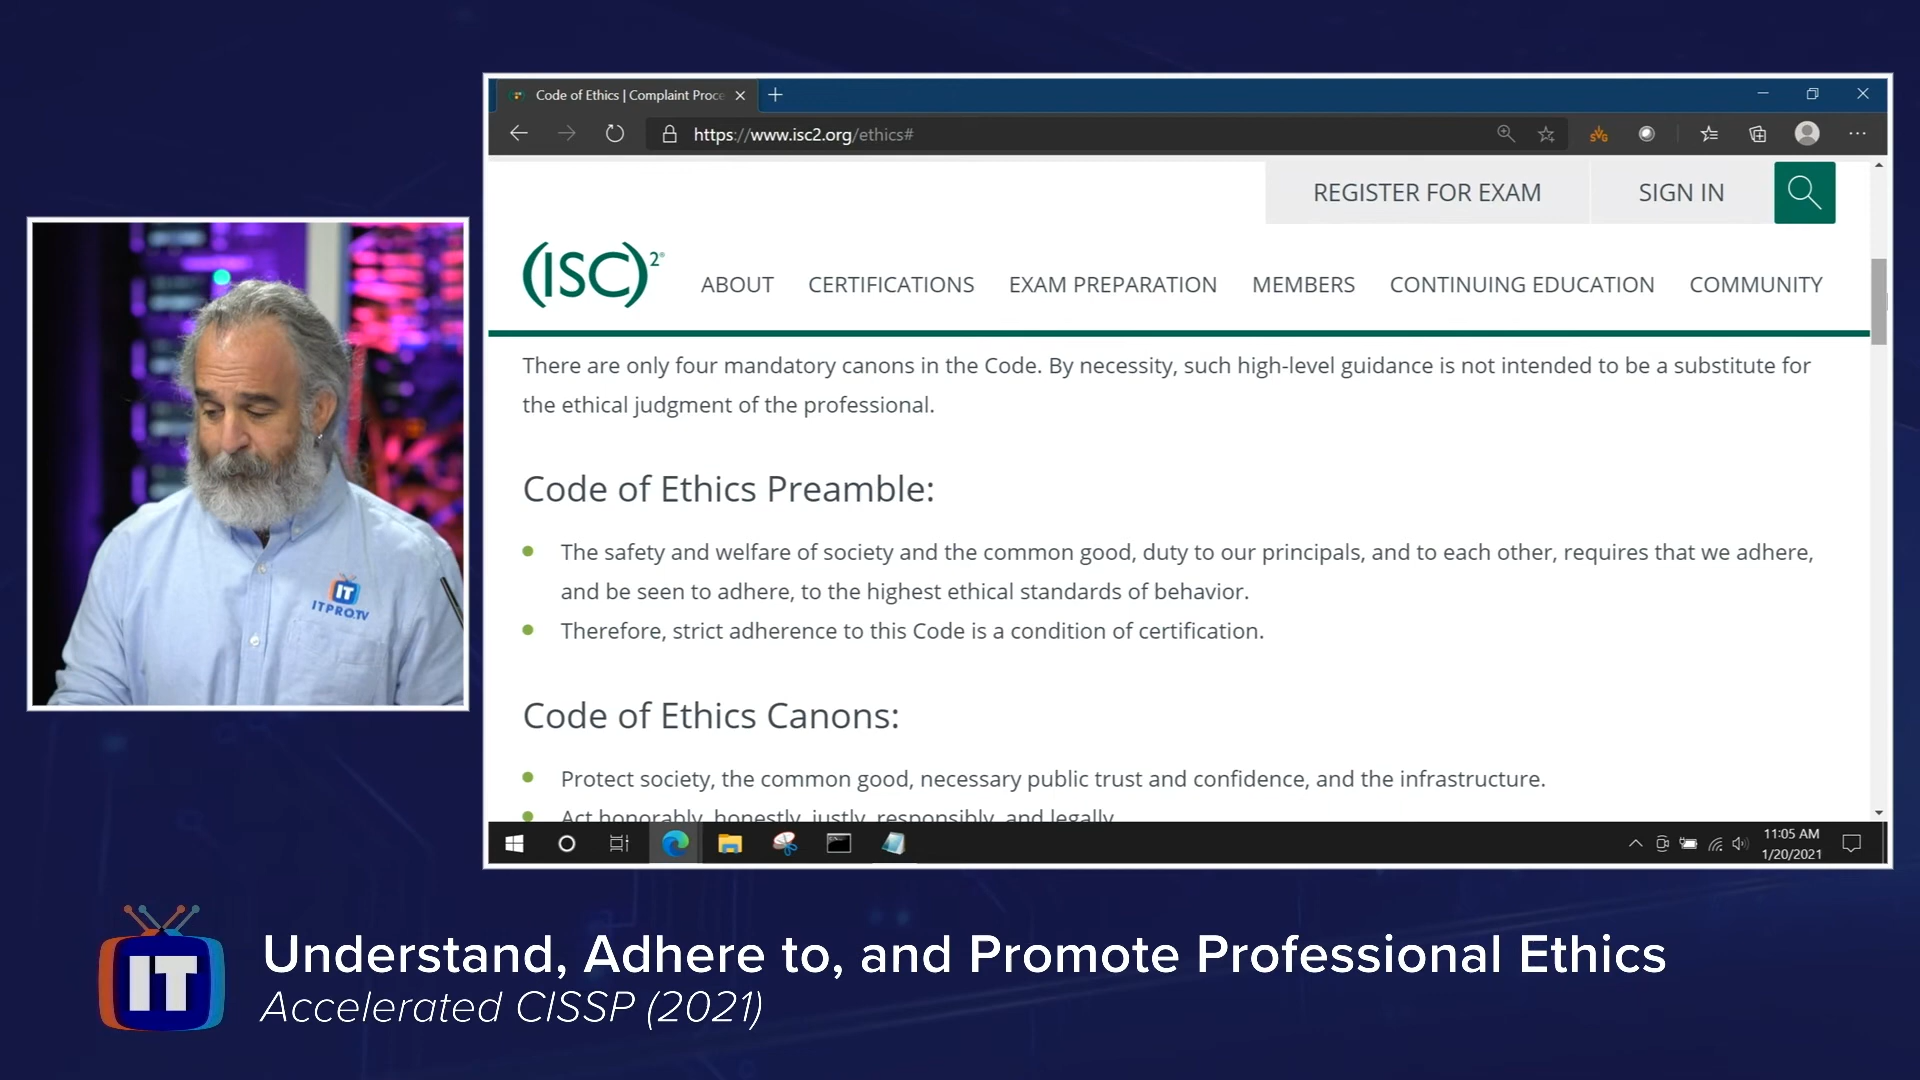 Code of Ethics | Complaint Proce
https://www.isc2.org/ethics#
REGISTER FOR EXAM
SIGN IN
(ISC)2®
ABOUT
CERTIFICATIONS
EXAM PREPARATION
MEMBERS
CONTINUING EDUCATION
COMMUNITY
There are only four mandatory canons in the Code. By necessity, such high-level guidance is not intended to be a substitute for
the ethical judgment of the professional.
Code of Ethics Preamble:
The safety and welfare of society and the common good, duty to our principals, and to each other, requires that we adhere,
and be seen to adhere, to the highest ethical standards of behavior.
Therefore, strict adherence to this Code is a condition of certification.
Code of Ethics Canons:
Protect society, the common good, necessary public trust and confidence, and the infrastructure.
Act honorably, honestly, justly, responsibly, and legally
11:05 AM
1/20/2021
IT
ITPRO.TV
IT
Understand, Adhere to, and Promote Professional Ethics
Accelerated CISSP (2021)